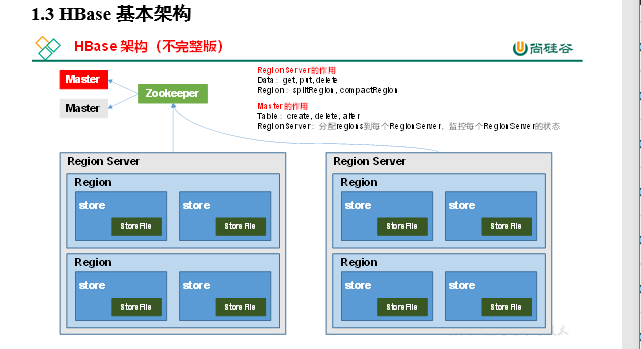 1.3 HBase 基本架构
HBase 架构（不完整版）
尚硅谷
Master
Master
Zookeeper
RegionServer的作用
Data：get, put, delete
Region：splitRegion、compactRegion
Master的作用
Table：create, delete, alter
RegionServer：分配regions到每个RegionServer，监控每个RegionServer的状态
Region Server
Region
store
Store File
store
Store File
Region
store
Store File
store
Store File
Region Server
Region
store
Store File
store
Store File
Region
store
Store File
store
Store File